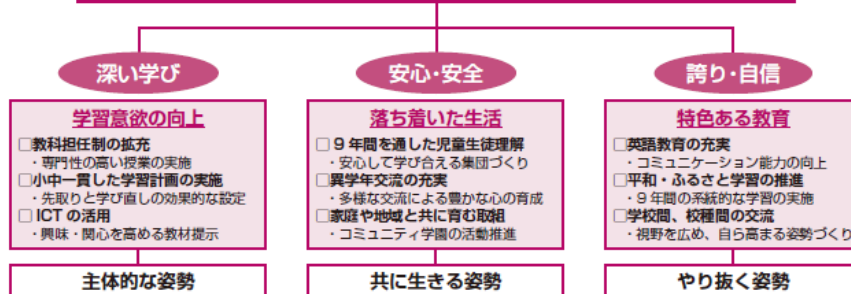 深い学び
学習意欲の向上
□教科担任制の拡充
・専門性の高い授業の実施
□小中一貫した学習計画の実施
・先取りと学び直しの効果的な設定
□ICTの活用
・興味・関心を高める教材提示
主体的な姿勢
安心・安全
落ち着いた生活
□9年間を通した児童生徒理解
・安心して学び合える集団づくり
□異学年交流の充実
・多様な交流による豊かな心の育成
□家庭や地域と共に育む取組
・コミュニティ学園の活動推進
共に生きる姿勢
誇り・自信
特色ある教育
□英語教育の充実
・コミュニケーション能力の向上
□平和・ふるさと学習の推進
・9年間の系統的な学習の実施
□学校間、校種間の交流
・視野を広め、自ら高まる姿勢づくり
やり抜く姿勢